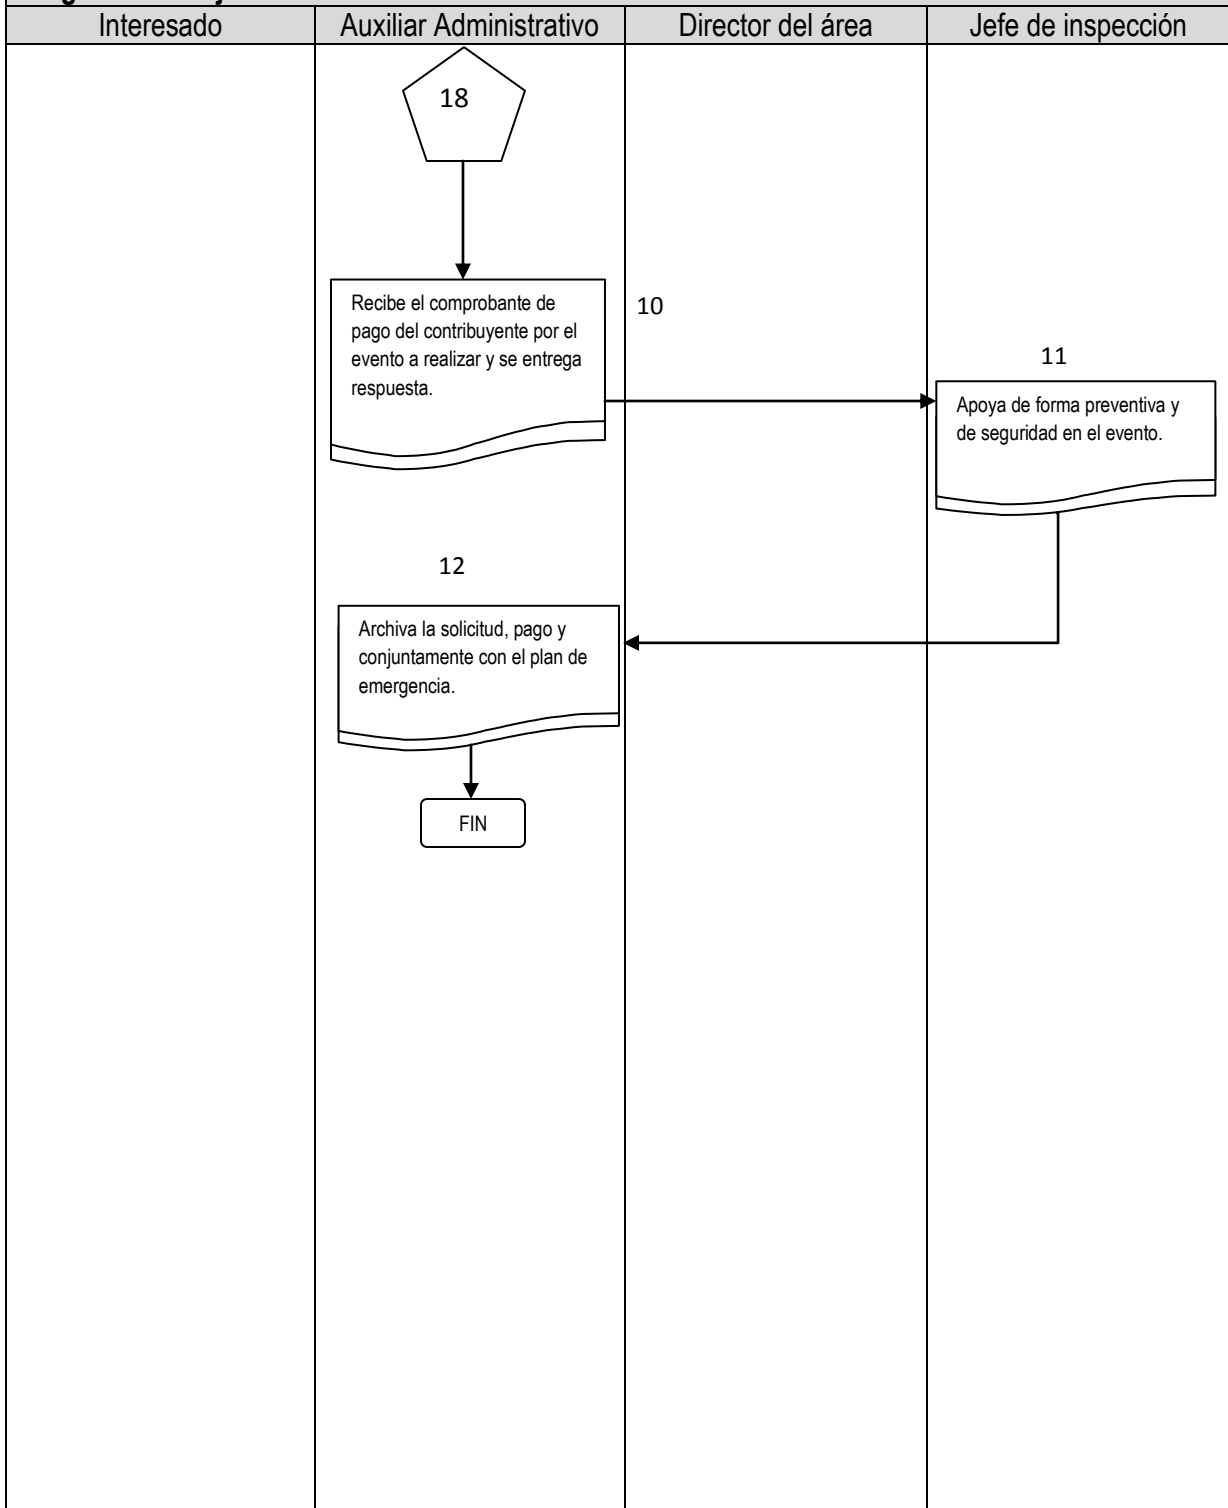 Interesado
Auxiliar Administrativo
Director del área
Jefe de inspección
18
Recibe el comprobante de
pago del contribuyente por el
evento a realizar y se entrega
respuesta.
10
11
Apoya de forma preventiva y
de seguridad en el evento.
12
Archiva la solicitud, pago y
conjuntamente con el plan de
emergencia.
FIN